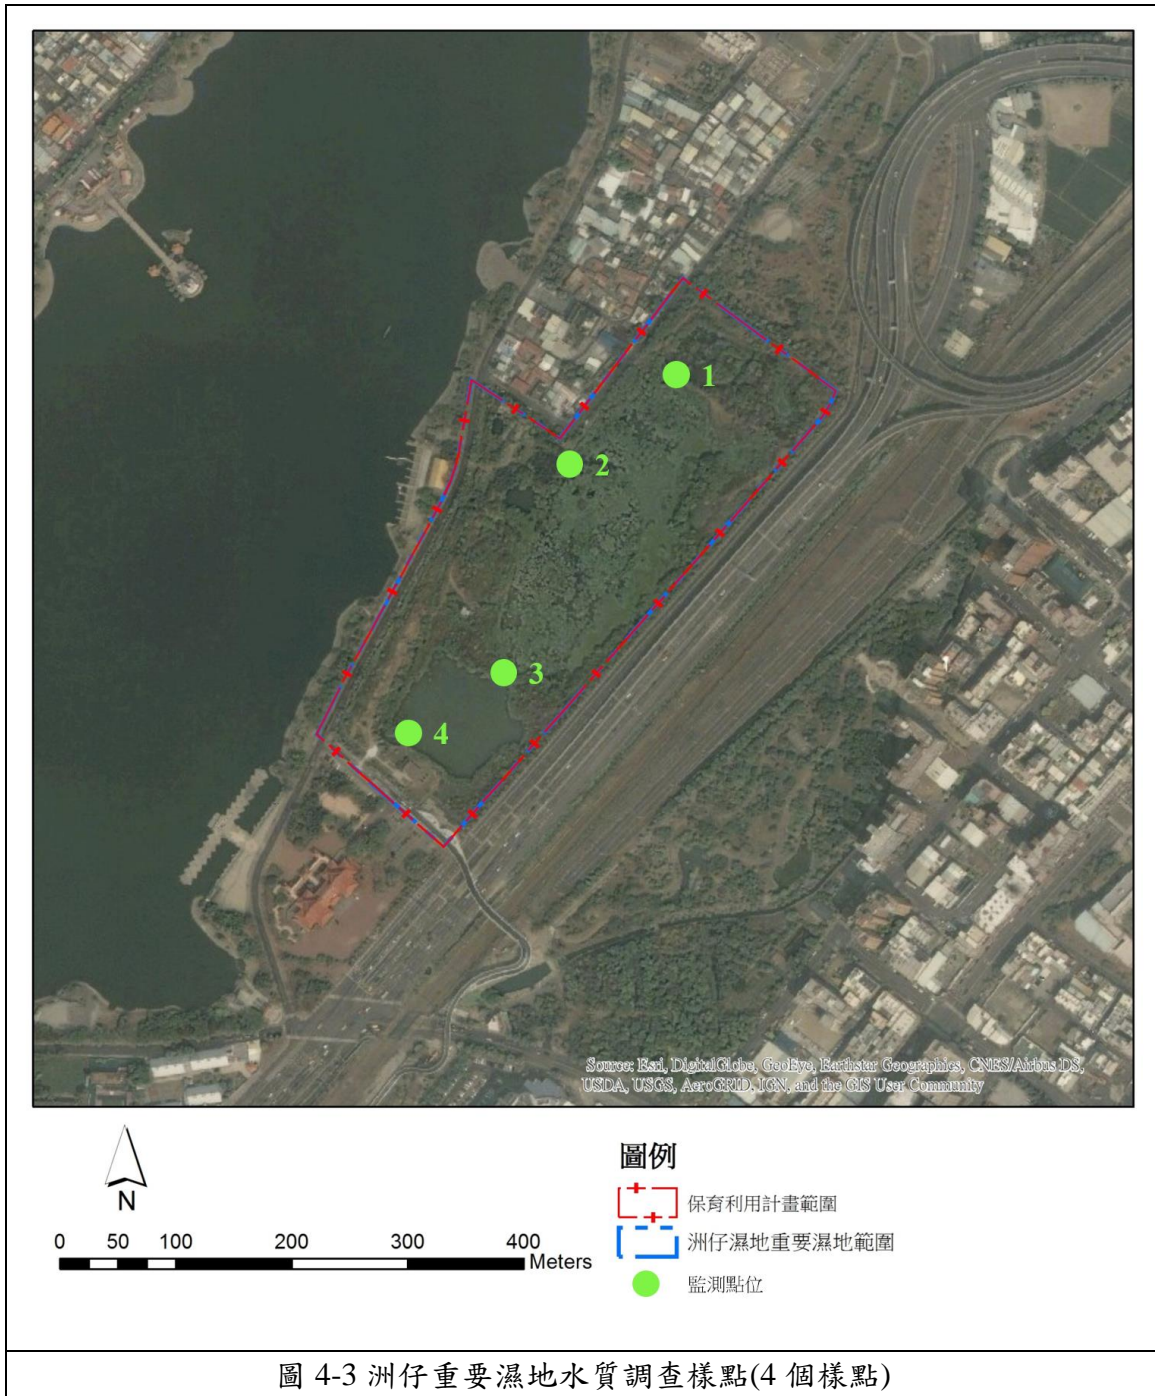 1
2
3
4
Source: Esri, DigitalGlobe, GeoEye, Earthstar Geographics, CNES/Airbus DS,
USDA, USGS, AeroGRID, IGN, and the GIS User Community
N
0 50 100 200 300 400
Meters
圖例
保育利用計畫範圍
洲仔濕地重要濕地範圍
監測點位
圖 4-3 洲仔重要濕地水質調查樣點(4 個樣點)